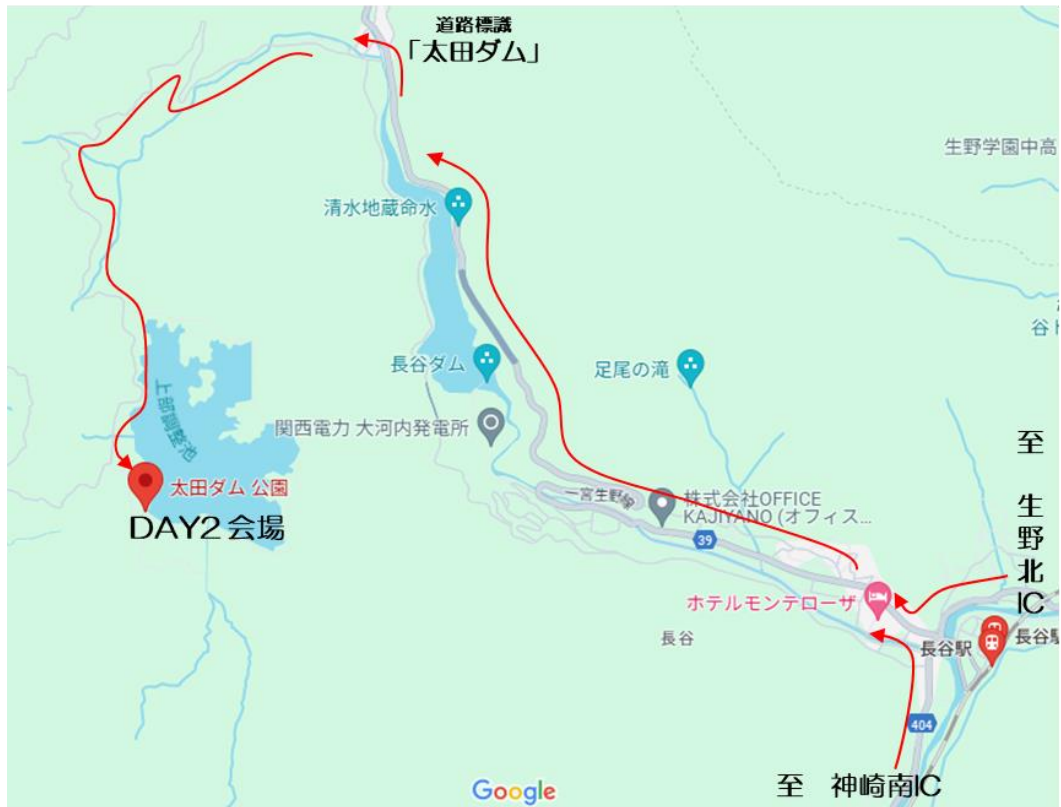 道路標識
「太田ダム」
生野学園中高
清水地蔵命水
長谷ダム
足尾の滝
上部調整池
関西電力 大河内発電所
太田ダム 公園
DAY2 会場
一宮生野線
株式会社OFFICE
KAJIYANO (オフィス...
39
至 生野北IC
ホテルモンテローザ
長谷
長谷駅
長谷駅
404
至 神崎南IC
Google